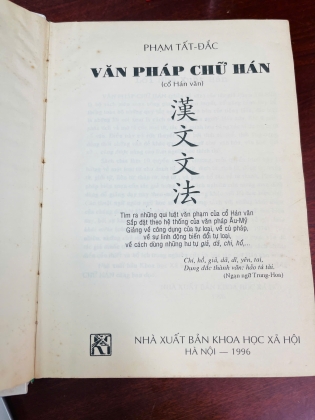 PHẠM TẤT-ĐẮC
VĂN PHÁP CHỮ HÁN
(cổ Hán văn)
漢
文
文
法
Tìm ra những qui luật văn phạm của cổ Hán văn
Sắp đặt theo hệ thống của văn pháp Âu-Mỹ
Giảng về công dụng của tự loại, về cú pháp,
về sự linh động biến đổi tự loại,
về cách dùng những hư tự giả, dã, chi, hồ,...
Chi, hồ, giả, dã, dĩ, yên, tai,
Dung đắc thành văn: hảo tú tài.
(Ngạn ngữ Trung-Hoa)
NHÀ XUẤT BẢN KHOA HỌC XÃ HỘI
HÀ NỘI — 1996